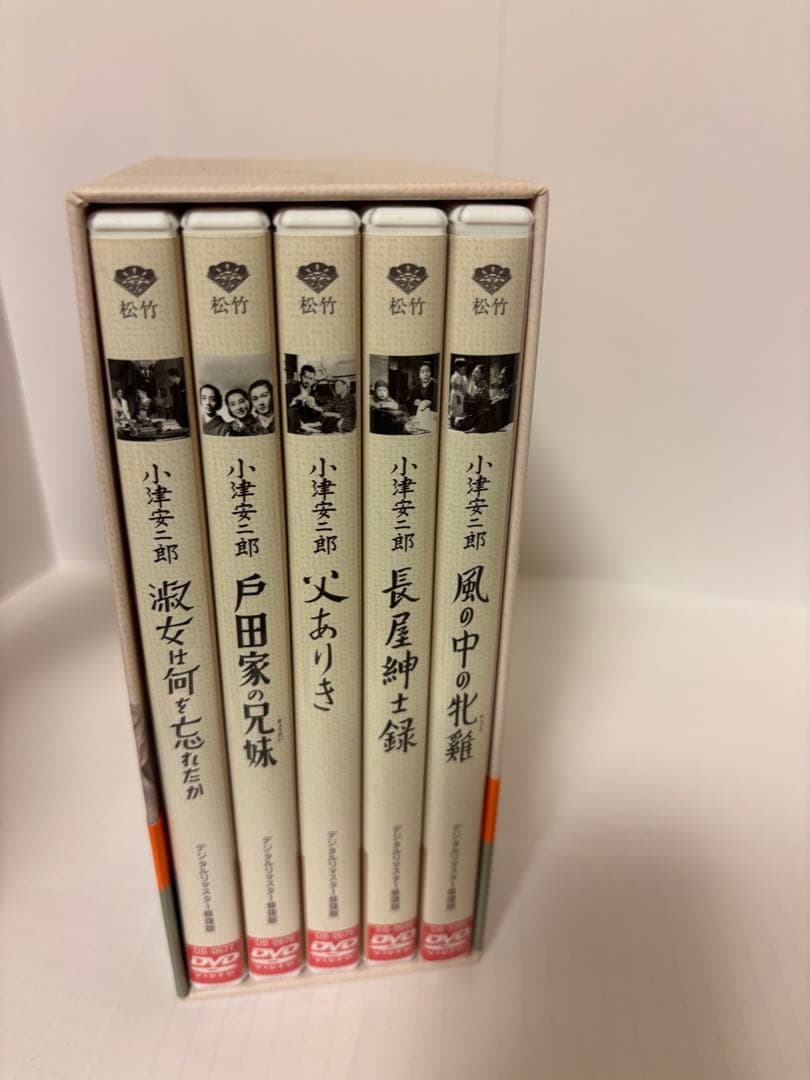 松竹
小津安二郎
淑女は何を忘れたか
デジタルリマスター修復版
DVD
松竹
小津安二郎
戸田家の兄妹
きょうだい
デジタルリマスター修復版
DVD
松竹
小津安二郎
父ありき
デジタルリマスター修復版
DVD
松竹
小津安二郎
長屋紳士録
デジタルリマスター修復版
DVD
松竹
小津安二郎
風の中の牝雞
デジタルリマスター修復版
DVD